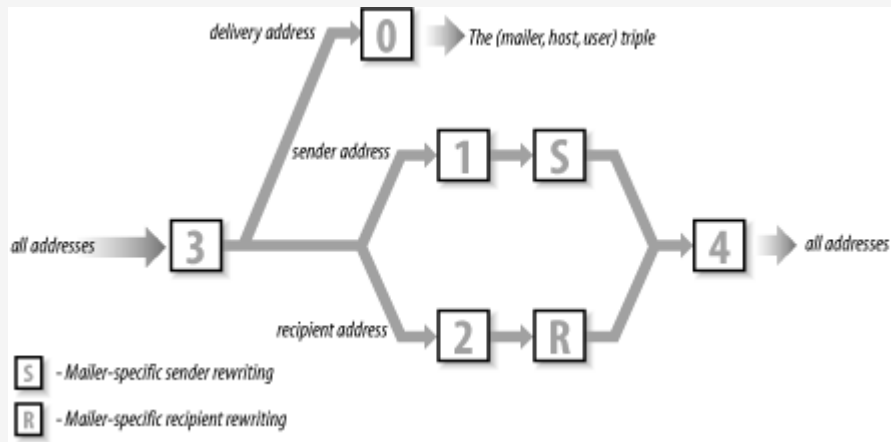 delivery address
0
The (mailer, host, user) triple
sender address
1
S
all addresses
3
4
all addresses
recipient address
2
R
S - Mailer-specific sender rewriting
R - Mailer-specific recipient rewriting